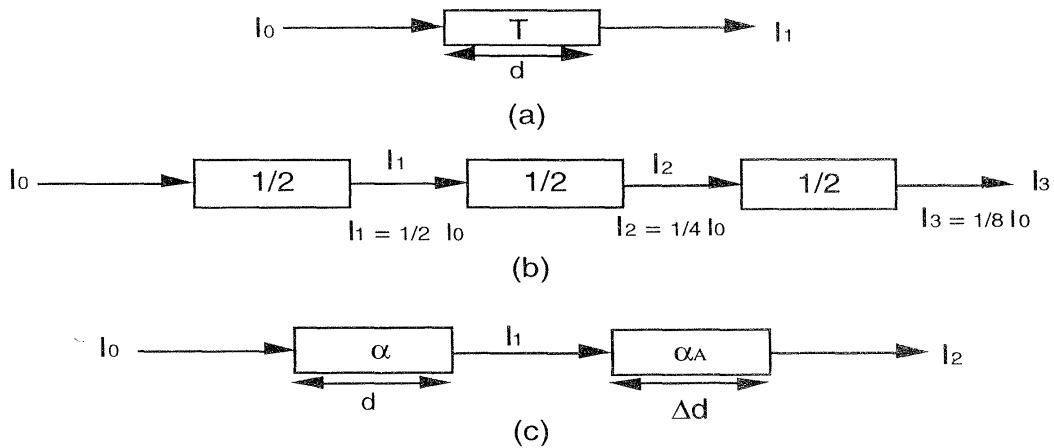 I₀ T I₁
d
(a)
I₀ 1/2 I₁ 1/2 I₂ 1/2 I₃
I₁ = 1/2 I₀ I₂ = 1/4 I₀ I₃ = 1/8 I₀
(b)
I₀ α I₁ αA I₂
d Δd
(c)